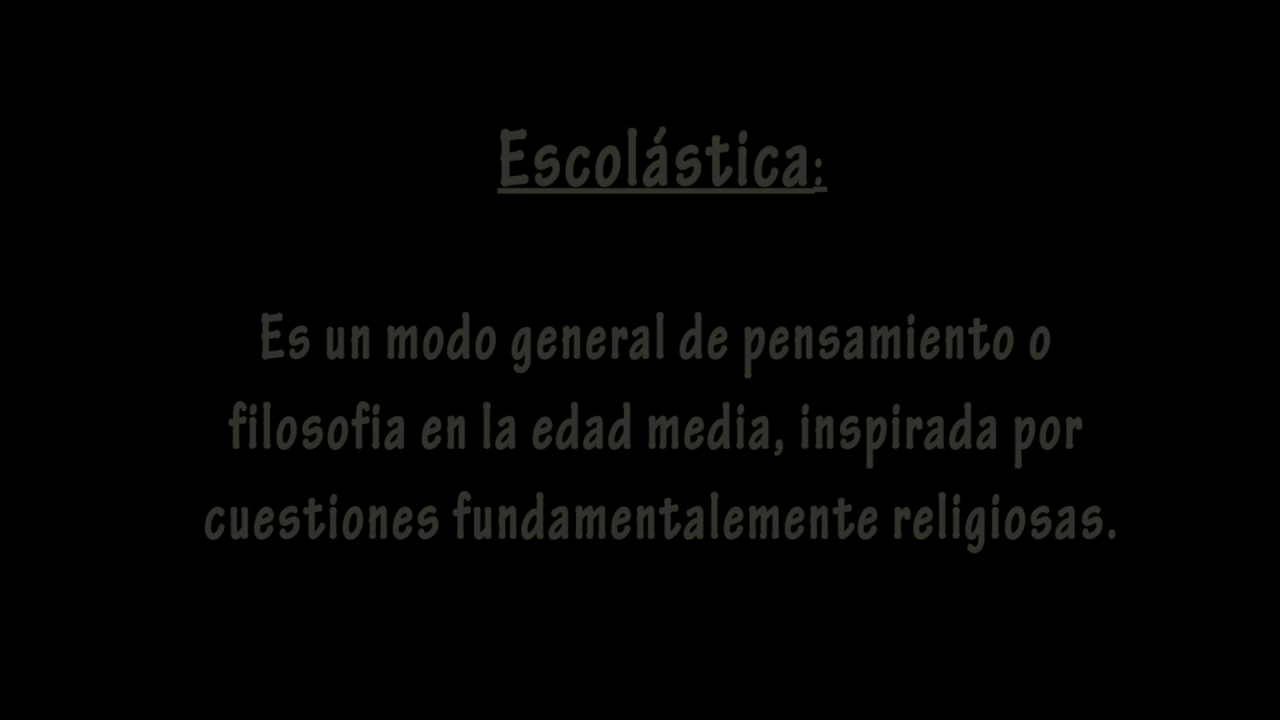 Escolástica:
Es un modo general de pensamiento o
filosofia en la edad media, inspirada por
cuestiones fundamentalemente religiosas.